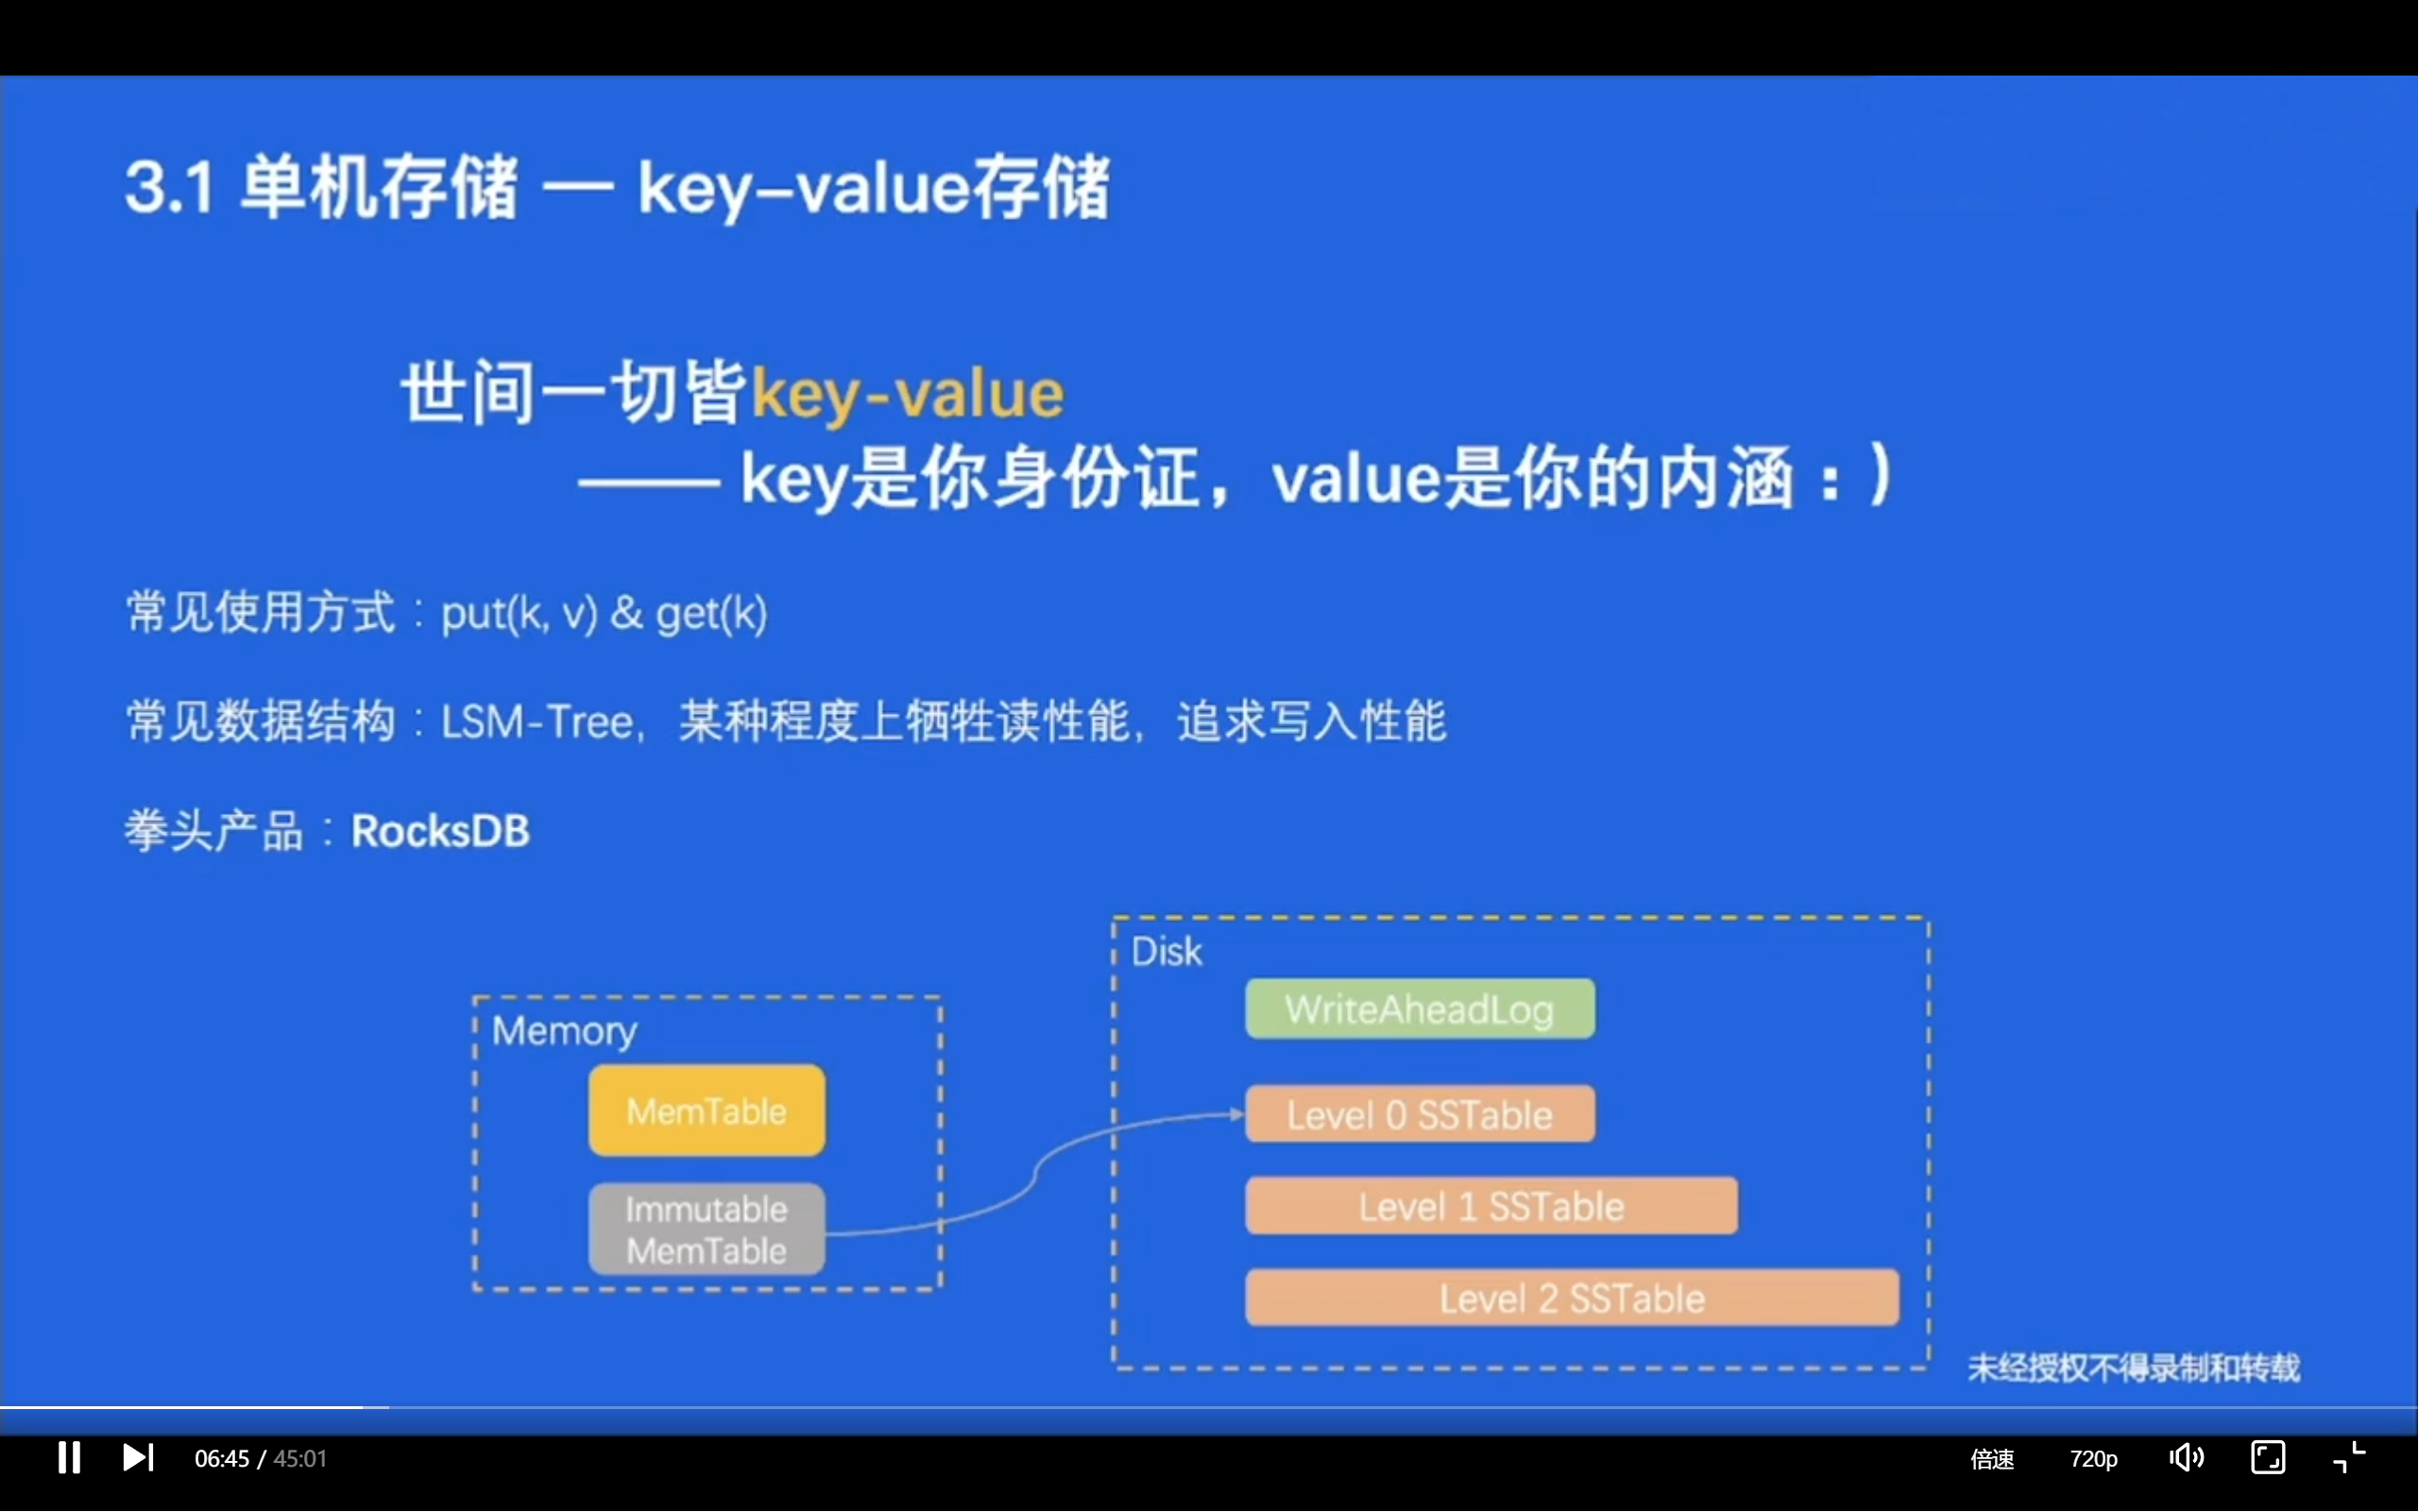 3.1 单机存储 — key-value存储
世间一切皆key-value
—— key是你身份证，value是你的内涵：)
常见使用方式：put(k, v) & get(k)
常见数据结构：LSM-Tree，某种程度上牺牲读性能，追求写入性能
拳头产品：RocksDB
Memory
MemTable
Immutable
MemTable
Disk
WriteAheadLog
Level 0 SSTable
Level 1 SSTable
Level 2 SSTable
未经授权不得录制和转载
06:45 / 45:01
倍速
720p